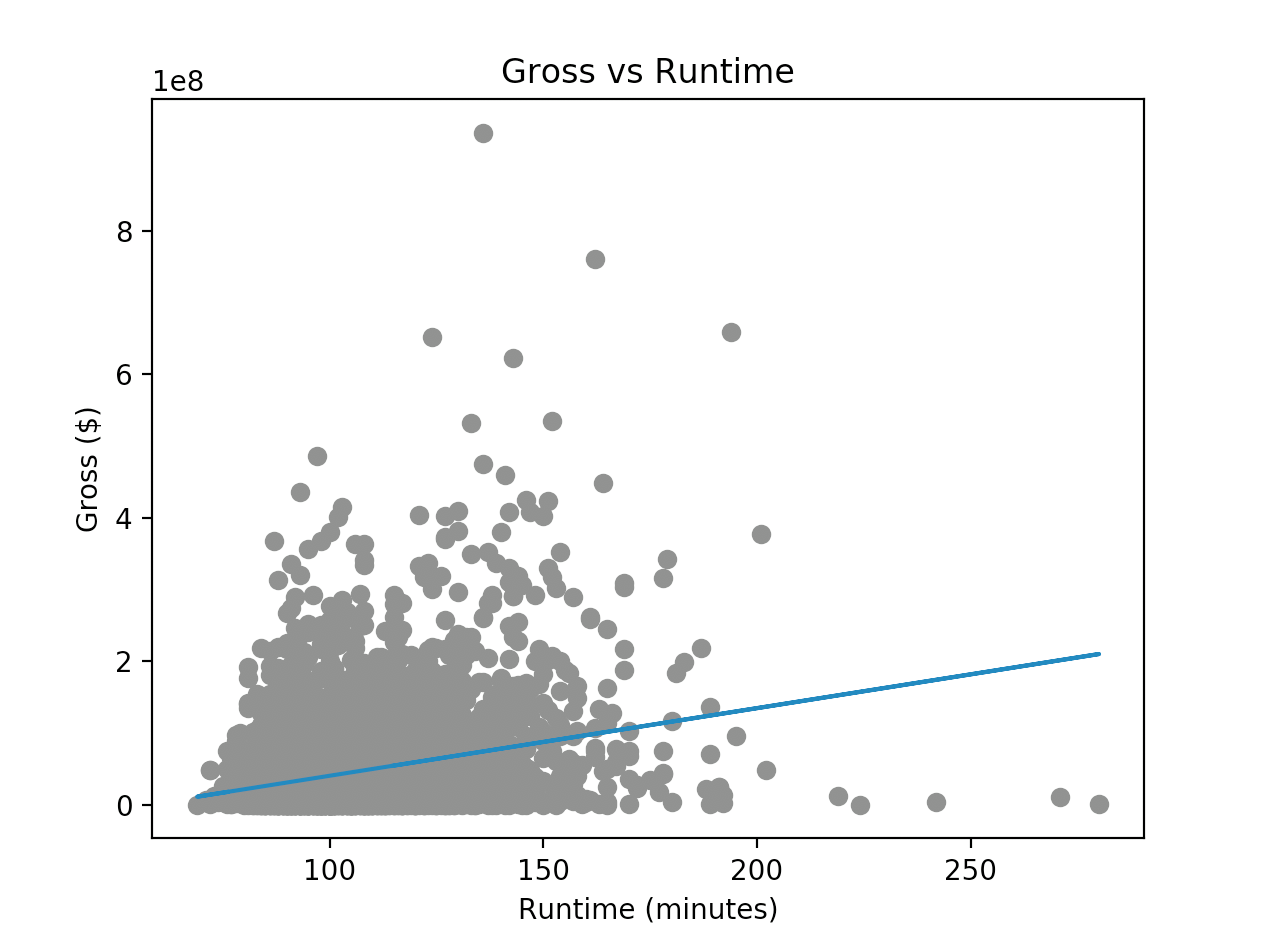 Gross vs Runtime
1e8
8
6
4
2
0
Gross ($)
100 150 200 250
Runtime (minutes)